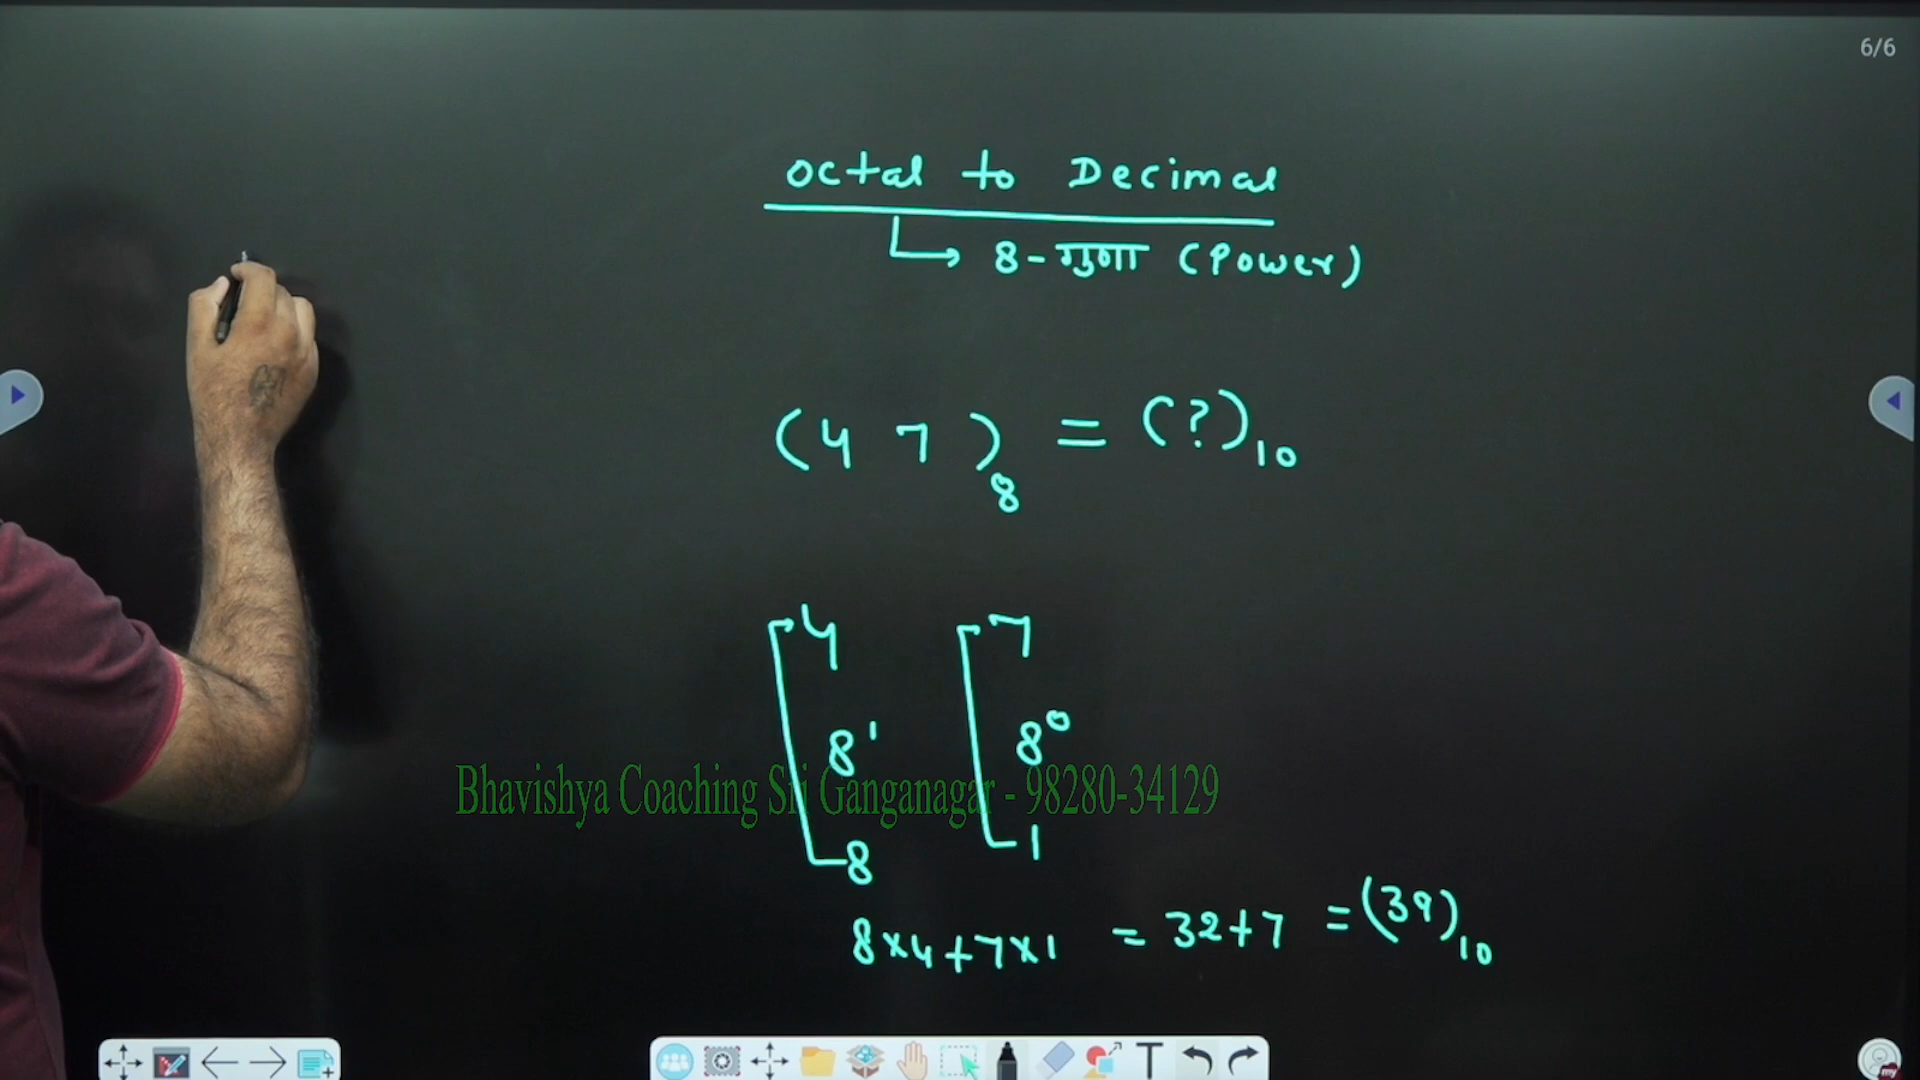 6/6
Octal to Decimal
8-गुणा (Power)
(4 7)₈ = (?)₁₀
4 7
8¹ 8⁰
Bhavishya Coaching Sri Ganganagar - 98280-34129
8 1
8×4+7×1 = 32+7 = (39)₁₀